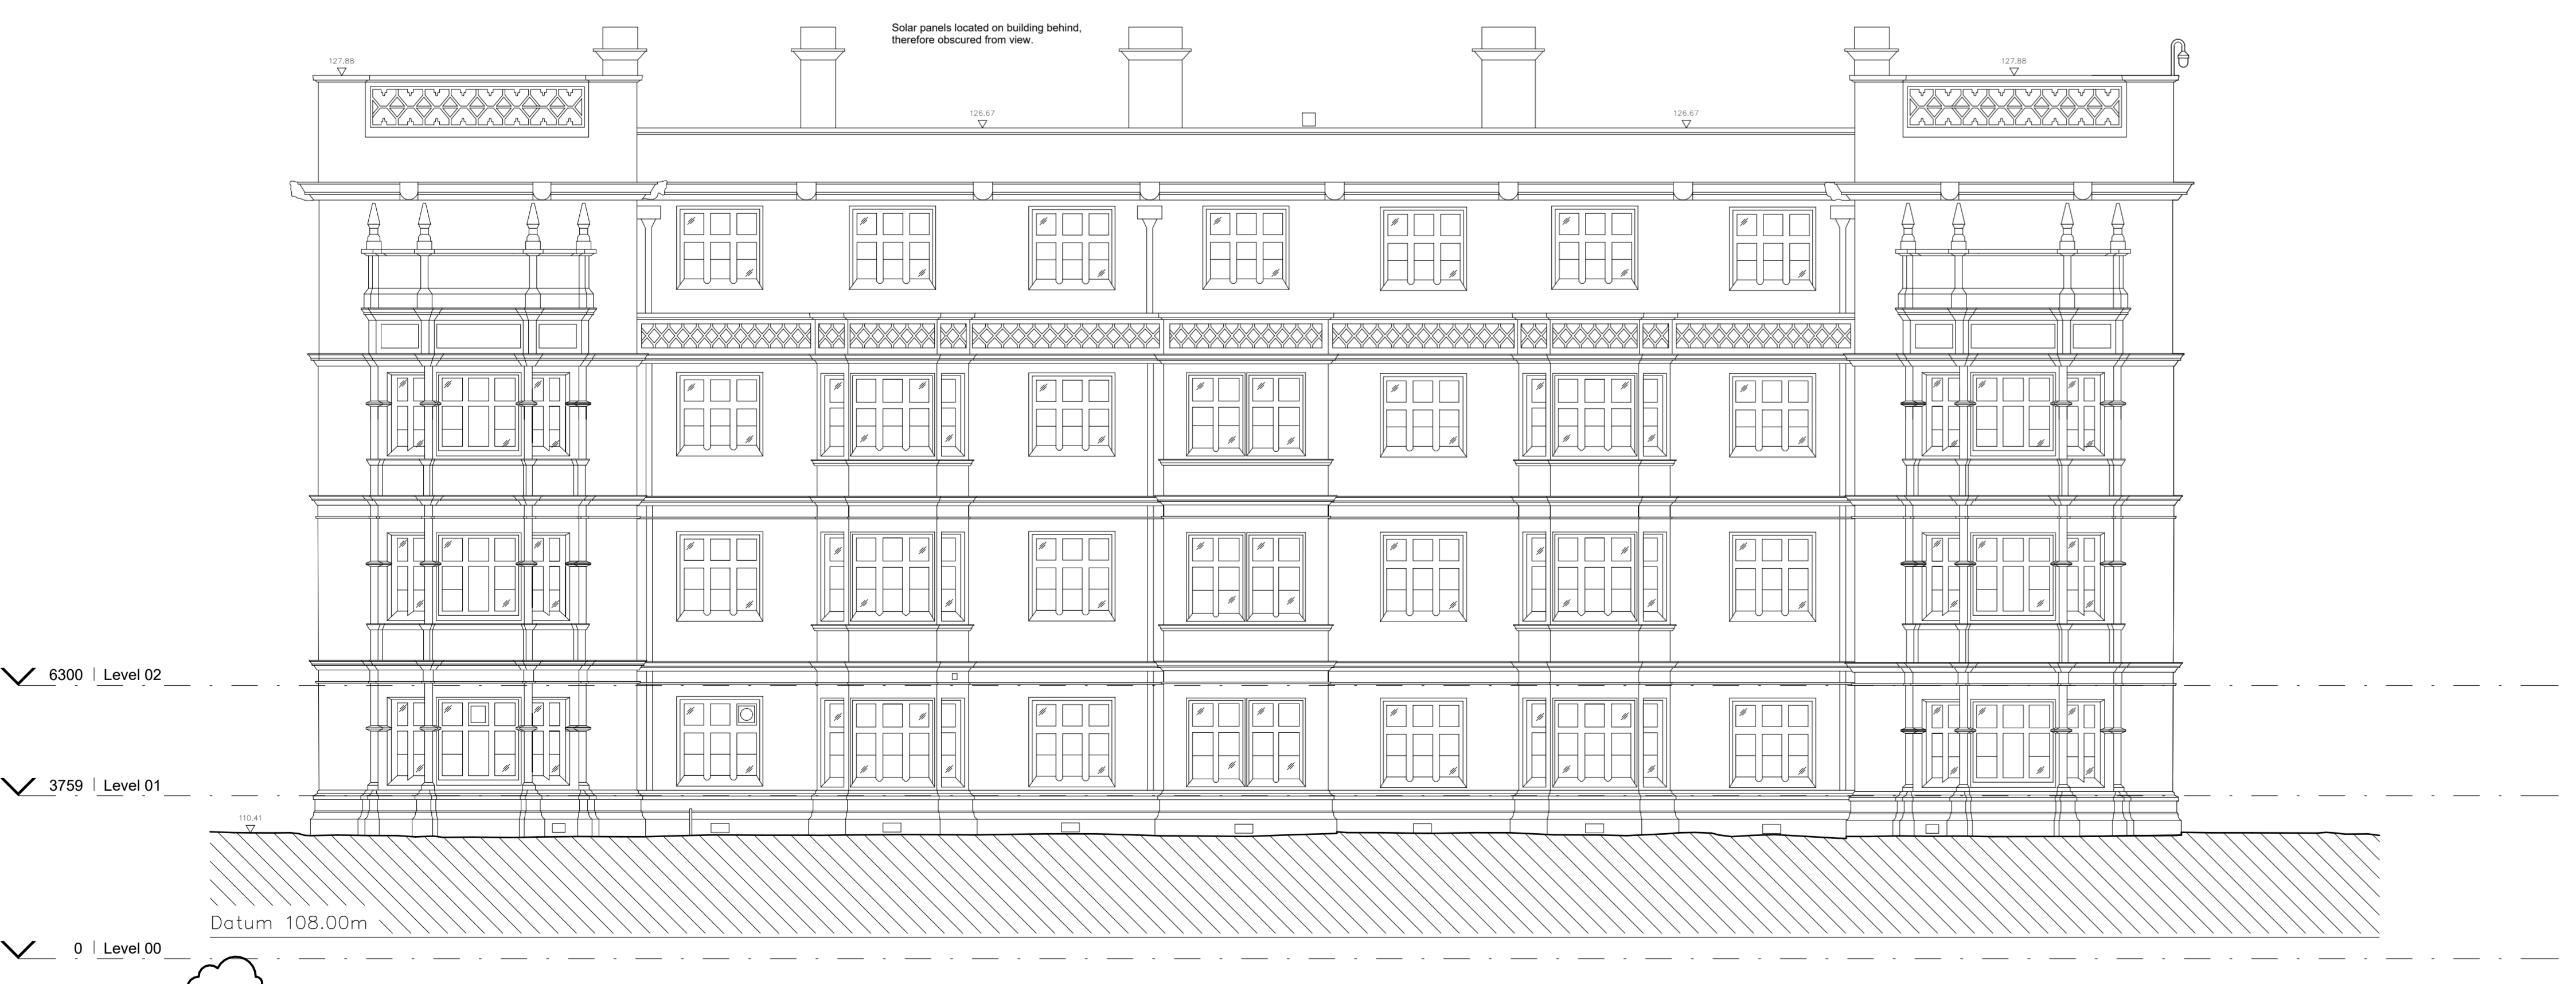 Solar panels located on building behind,
therefore obscured from view.
127.88
127.88
126.67
126.67
6300 | Level 02
3759 | Level 01
110.41
Datum 108.00m
0 | Level 00